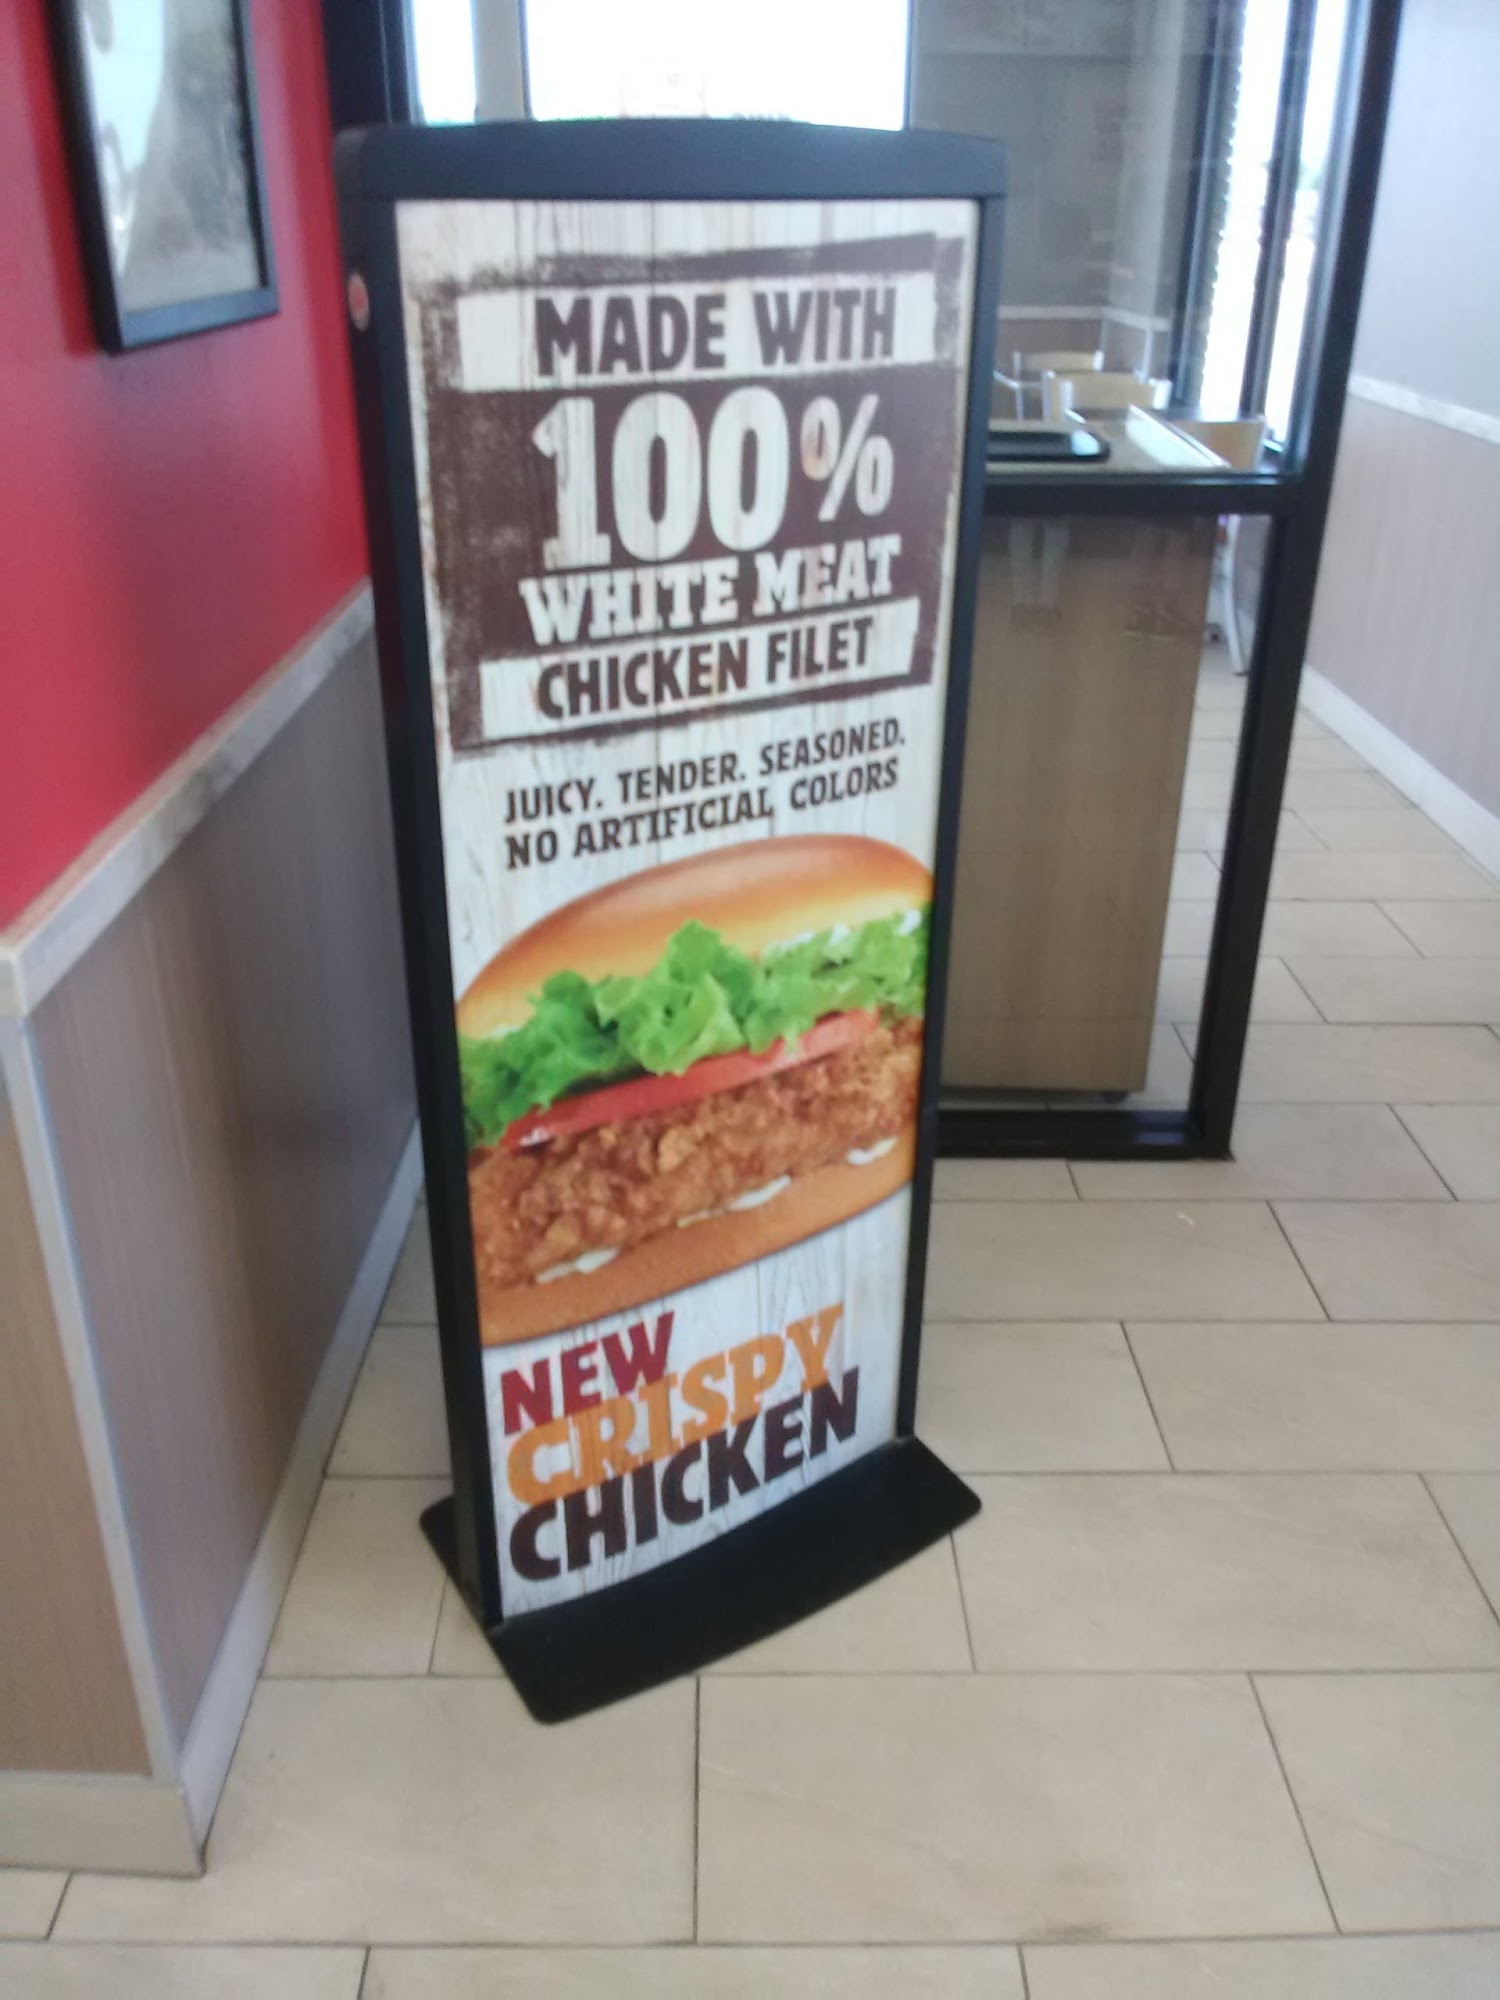 MADE WITH
100%
WHITE MEAT
CHICKEN FILET
JUICY. TENDER. SEASONED.
NO ARTIFICIAL COLORS
NEW
CRISPY
CHICKEN